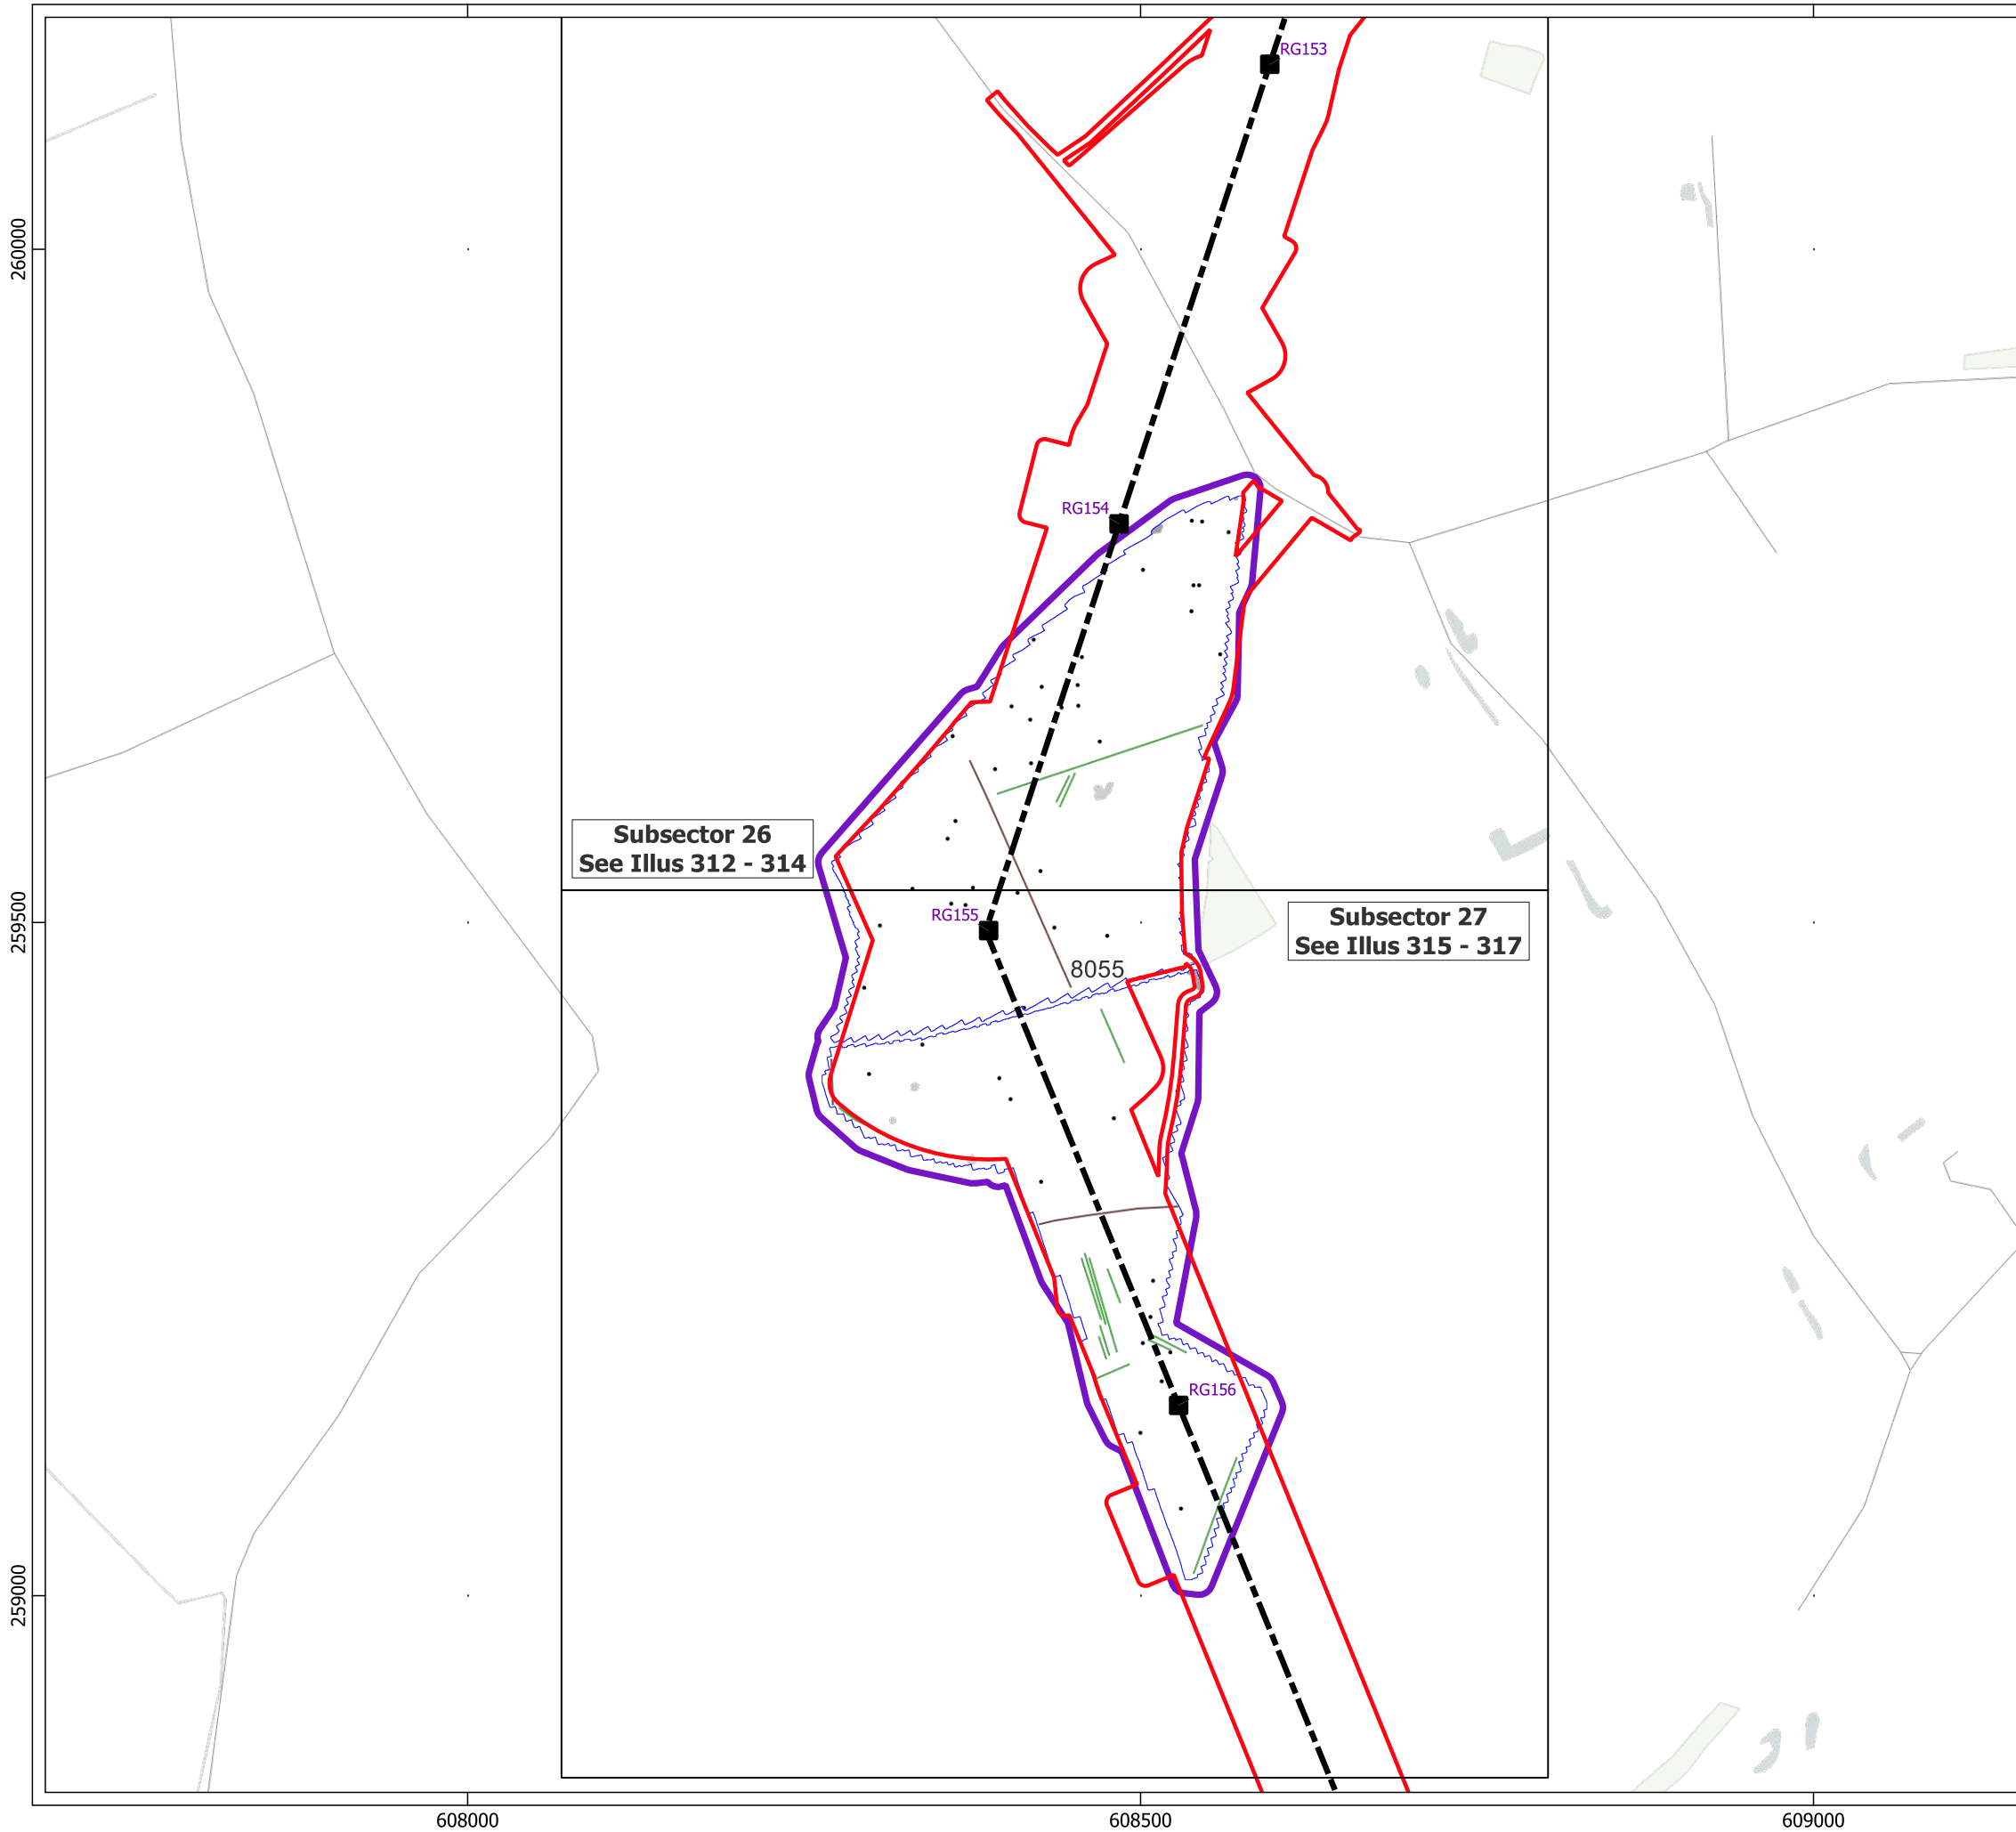 RG153
260000
RG154
Subsector 26
See Illus 312 - 314
RG155
Subsector 27
See Illus 315 - 317
259500
8055
RG156
259000
608000
608500
609000